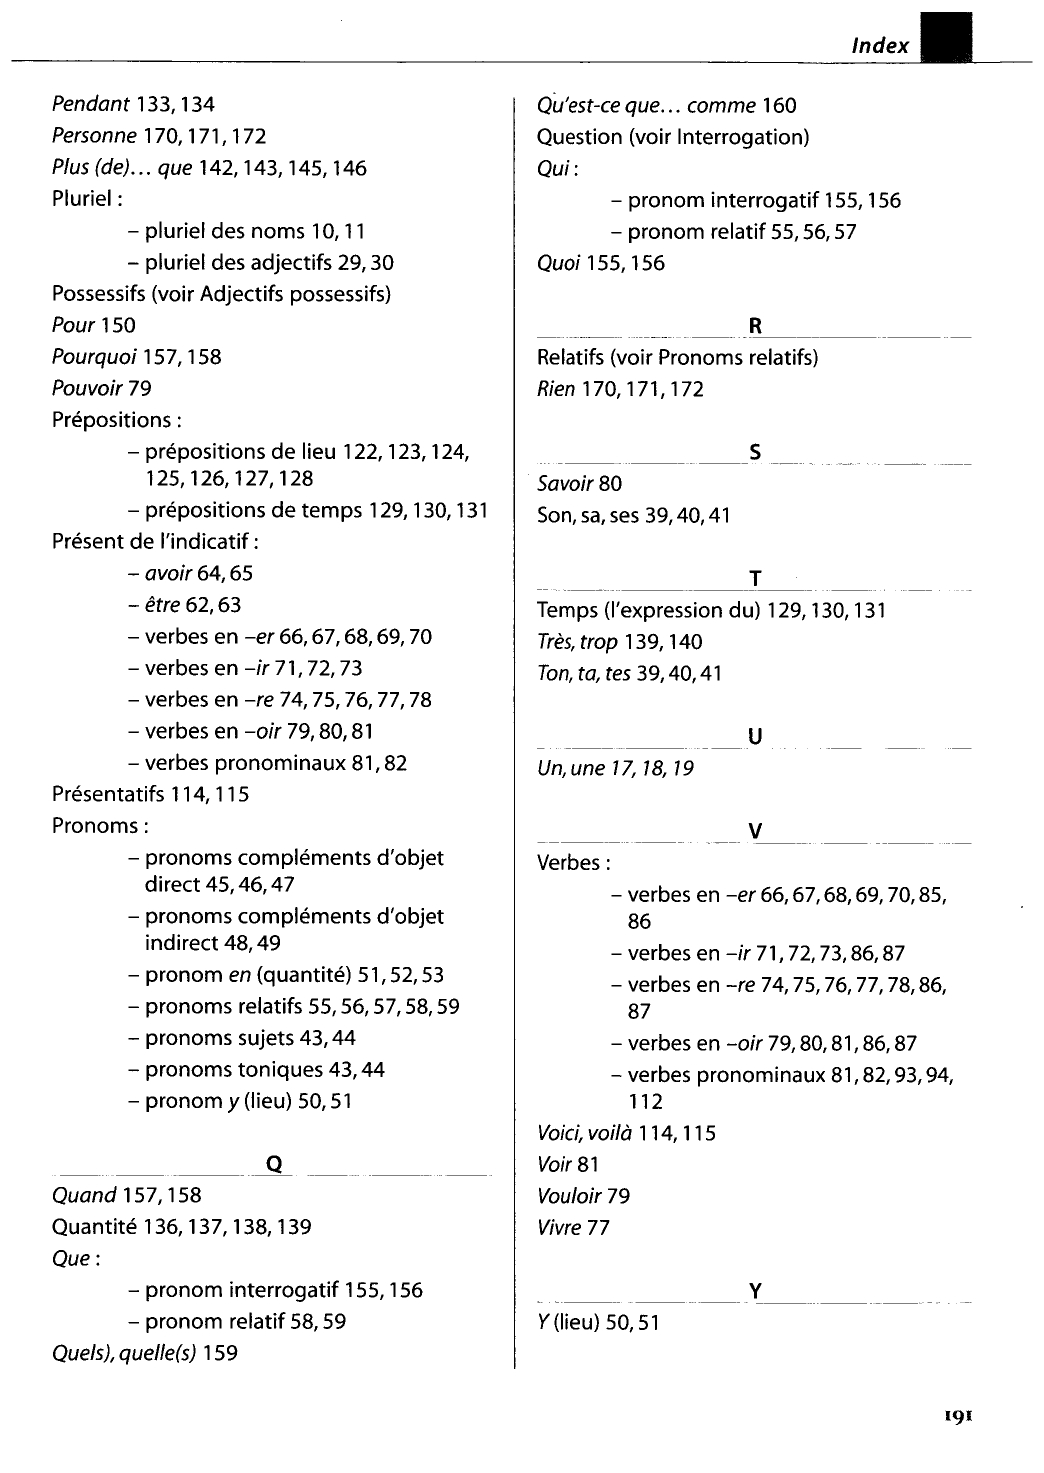 Index
Pendant 133, 134
Personne 170, 171, 172
Plus (de)... que 142, 143, 145, 146
Pluriel :
– pluriel des noms 10, 11
– pluriel des adjectifs 29, 30
Possessifs (voir Adjectifs possessifs)
Pour 150
Pourquoi 157, 158
Pouvoir 79
Prépositions :
– prépositions de lieu 122, 123, 124,
125, 126, 127, 128
– prépositions de temps 129, 130, 131
Présent de l'indicatif :
– avoir 64, 65
– être 62, 63
– verbes en –er 66, 67, 68, 69, 70
– verbes en –ir 71, 72, 73
– verbes en –re 74, 75, 76, 77, 78
– verbes en –oir 79, 80, 81
– verbes pronominaux 81, 82
Présentatifs 114, 115
Pronoms :
– pronoms compléments d'objet
direct 45, 46, 47
– pronoms compléments d'objet
indirect 48, 49
– pronom en (quantité) 51, 52, 53
– pronoms relatifs 55, 56, 57, 58, 59
– pronoms sujets 43, 44
– pronoms toniques 43, 44
– pronom y (lieu) 50, 51
Q
Quand 157, 158
Quantité 136, 137, 138, 139
Que :
– pronom interrogatif 155, 156
– pronom relatif 58, 59
Quels), quelle(s) 159
Qu'est-ce que... comme 160
Question (voir Interrogation)
Qui :
– pronom interrogatif 155, 156
– pronom relatif 55, 56, 57
Quoi 155, 156
R
Relatifs (voir Pronoms relatifs)
Rien 170, 171, 172
S
Savoir 80
Son, sa, ses 39, 40, 41
T
Temps (l'expression du) 129, 130, 131
Très, trop 139, 140
Ton, ta, tes 39, 40, 41
U
Un, une 17, 18, 19
V
Verbes :
– verbes en –er 66, 67, 68, 69, 70, 85,
86
– verbes en –ir 71, 72, 73, 86, 87
– verbes en –re 74, 75, 76, 77, 78, 86,
87
– verbes en –oir 79, 80, 81, 86, 87
– verbes pronominaux 81, 82, 93, 94,
112
Voici, voilà 114, 115
Voir 81
Vouloir 79
Vivre 77
Y
Y (lieu) 50, 51
191